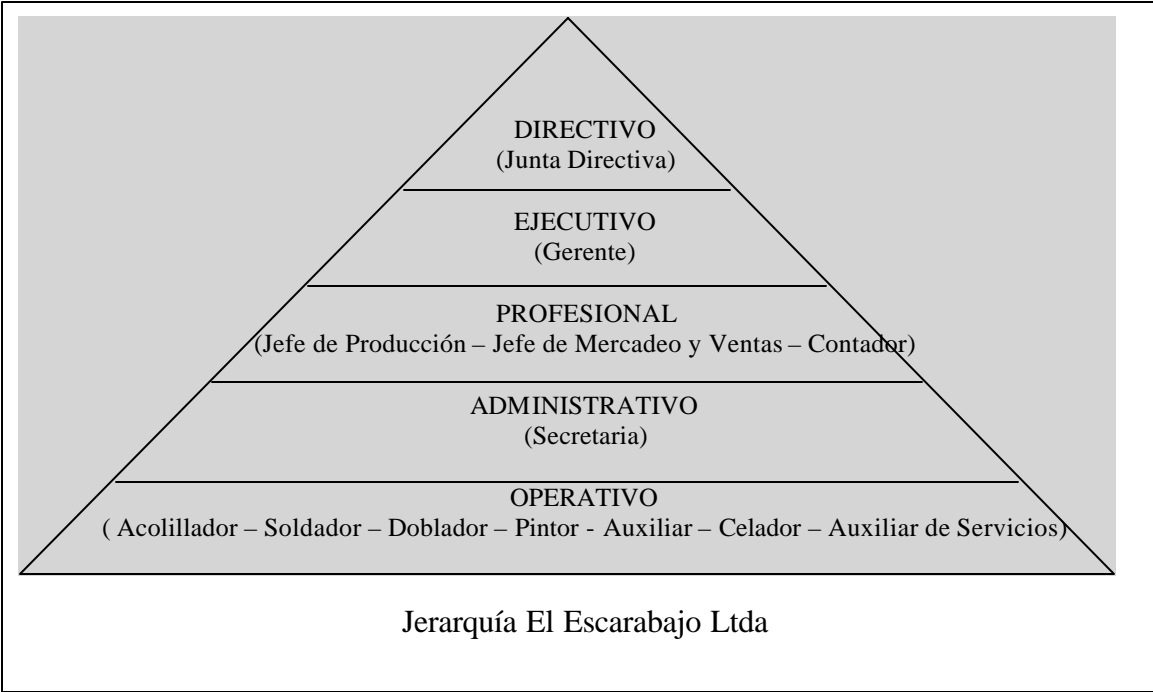 DIRECTIVO
(Junta Directiva)
EJECUTIVO
(Gerente)
PROFESIONAL
(Jefe de Producción – Jefe de Mercadeo y Ventas – Contador)
ADMINISTRATIVO
(Secretaria)
OPERATIVO
( Acolillador – Soldador – Doblador – Pintor - Auxiliar – Celador – Auxiliar de Servicios)
Jerarquía El Escarabajo Ltda